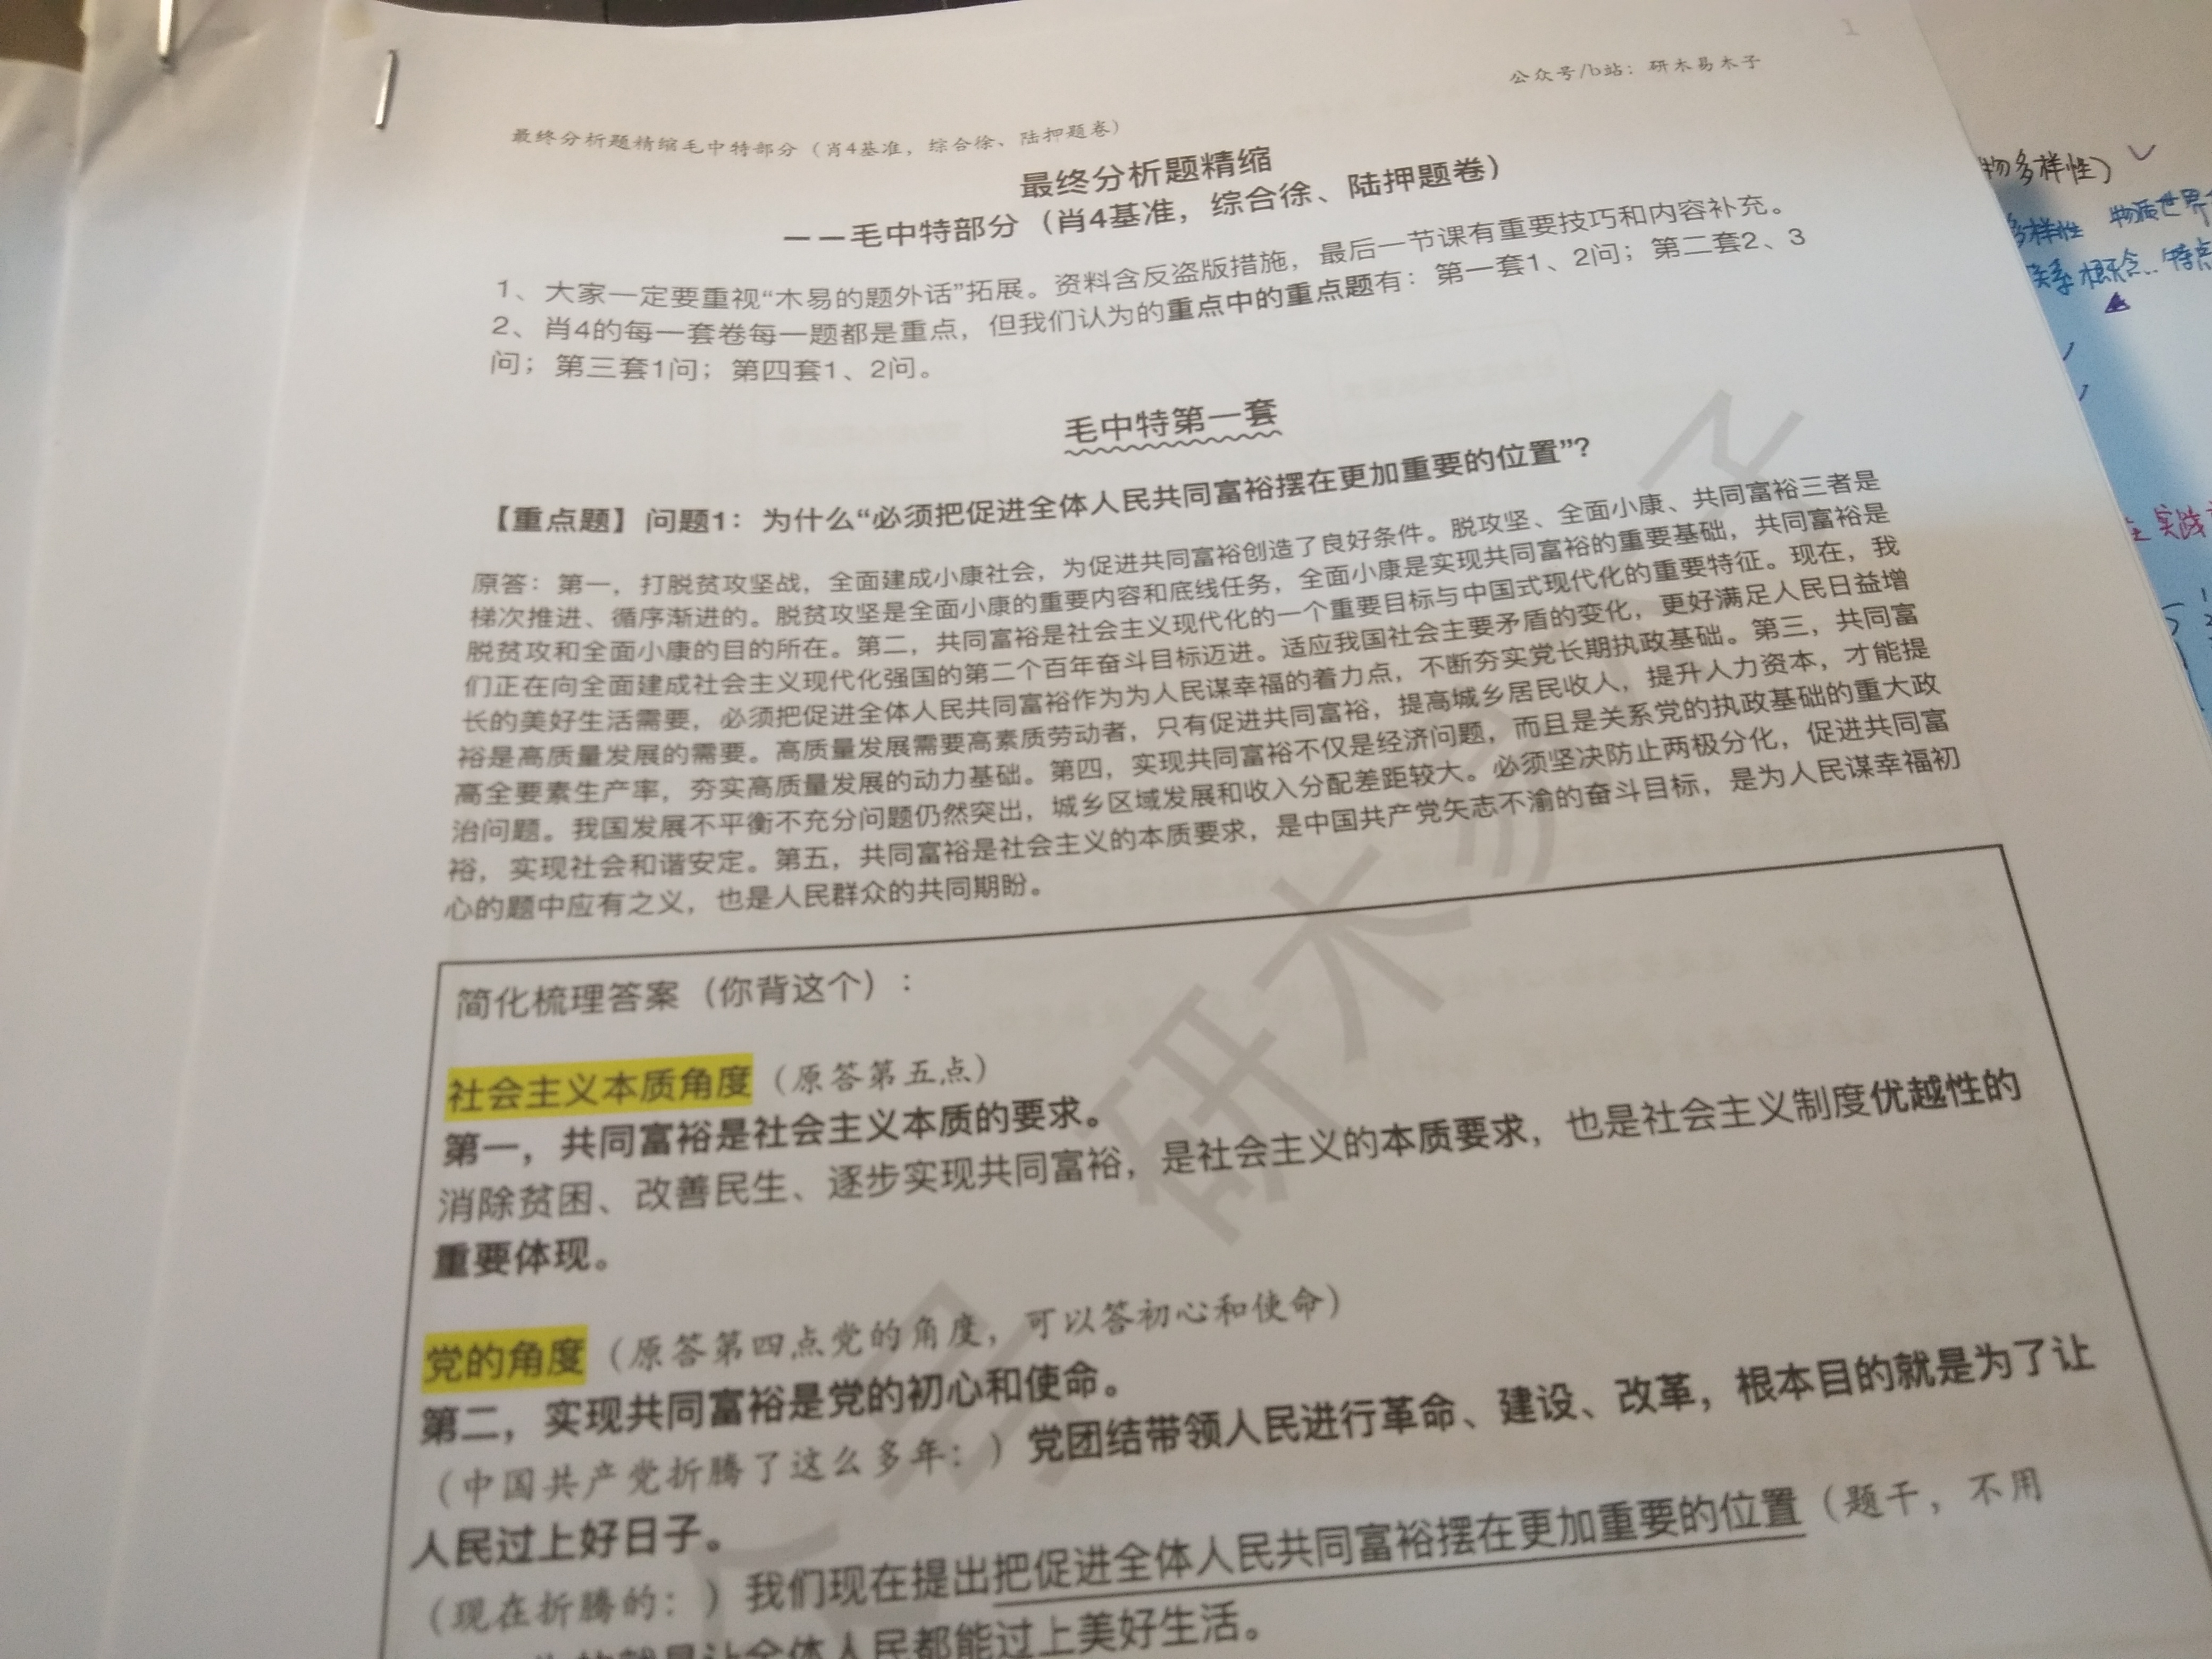 1
公众号/b站：研木易木子
最终分析题精缩毛中特部分（肖4基准，综合徐、陆押题卷）
最终分析题精缩
——毛中特部分（肖4基准，综合徐、陆押题卷）
1、大家一定要重视“木易的题外话”拓展。资料含反盗版措施，最后一节课有重要技巧和内容补充。
2、肖4的每一套卷每一题都是重点，但我们认为的重点中的重点题有：第一套1、2问；第二套2、3
问；第三套1问；第四套1、2问。
毛中特第一套
【重点题】问题1：为什么“必须把促进全体人民共同富裕摆在更加重要的位置”？
原答：第一，打脱贫攻坚战，全面建成小康社会，为促进共同富裕创造了良好条件。脱攻坚、全面小康、共同富裕三者是
梯次推进、循序渐进的。脱贫攻坚是全面小康的重要内容和底线任务，全面小康是实现共同富裕的重要基础，共同富裕是
脱贫攻和全面小康的目的所在。第二，共同富裕是社会主义现代化的一个重要目标与中国式现代化的重要特征。现在，我
们正在向全面建成社会主义现代化强国的第二个百年奋斗目标迈进。适应我国社会主要矛盾的变化，更好满足人民日益增
长的美好生活需要，必须把促进全体人民共同富裕作为为人民谋幸福的着力点，不断夯实党长期执政基础。第三，共同富
裕是高质量发展的需要。高质量发展需要高素质劳动者，只有促进共同富裕，提高城乡居民收人，提升人力资本，才能提
高全要素生产率，夯实高质量发展的动力基础。第四，实现共同富裕不仅是经济问题，而且是关系党的执政基础的重大政
治问题。我国发展不平衡不充分问题仍然突出，城乡区域发展和收入分配差距较大。必须坚决防止两极分化，促进共同富
裕，实现社会和谐安定。第五，共同富裕是社会主义的本质要求，是中国共产党矢志不渝的奋斗目标，是为人民谋幸福初
心的题中应有之义，也是人民群众的共同期盼。
简化梳理答案（你背这个）：
社会主义本质角度（原答第五点）
第一，共同富裕是社会主义本质的要求。
消除贫困、改善民生、逐步实现共同富裕，是社会主义的本质要求，也是社会主义制度优越性的
重要体现。
党的角度（原答第四点党的角度，可以答初心和使命）
第二，实现共同富裕是党的初心和使命。
（中国共产党折腾了这么多年：）党团结带领人民进行革命、建设、改革，根本目的就是为了让
人民过上好日子。
（现在折腾的：）我们现在提出把促进全体人民共同富裕摆在更加重要的位置（题干，不用
的就是让全体人民都能过上美好生活。
公众号 研木易木子
物多样性）
多样性 物质世界
关系 概念..特点
实践